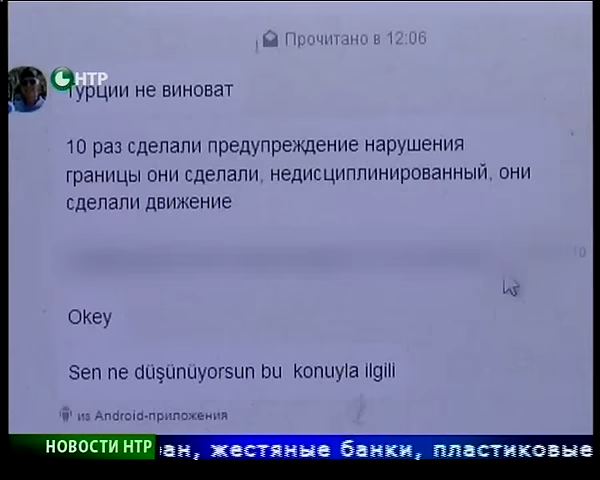 Прочитано в 12:06
НТР
Турции не виноват
10 раз сделали предупреждение нарушения
границы они сделали, недисциплинированный, они
сделали движение
Okey
Sen ne düşünüyorsun bu konuyla ilgili
из Android-приложения
НОВОСТИ НТР
ан, жестяные банки, пластиковые